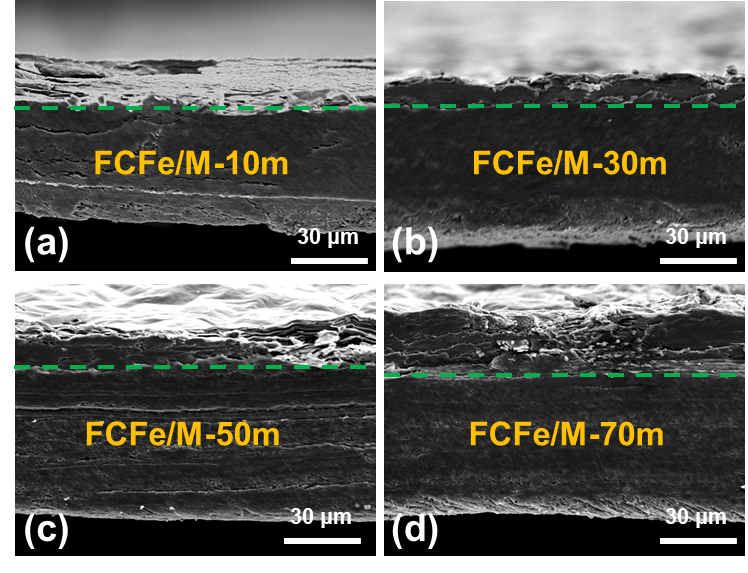 FCFe/M-10m
(a)
30 µm
FCFe/M-30m
(b)
30 µm
FCFe/M-50m
(c)
30 µm
FCFe/M-70m
(d)
30 µm